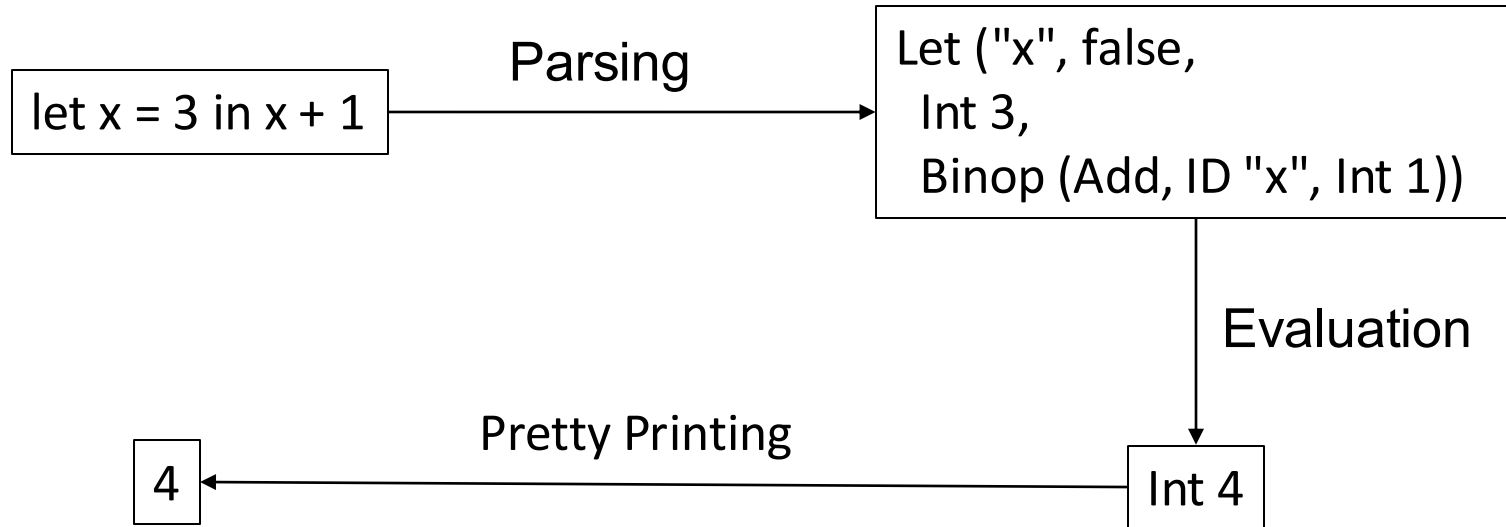 let x = 3 in x + 1
Parsing
Let ("x", false,
Int 3,
Binop (Add, ID "x", Int 1))
Evaluation
Int 4
Pretty Printing
4